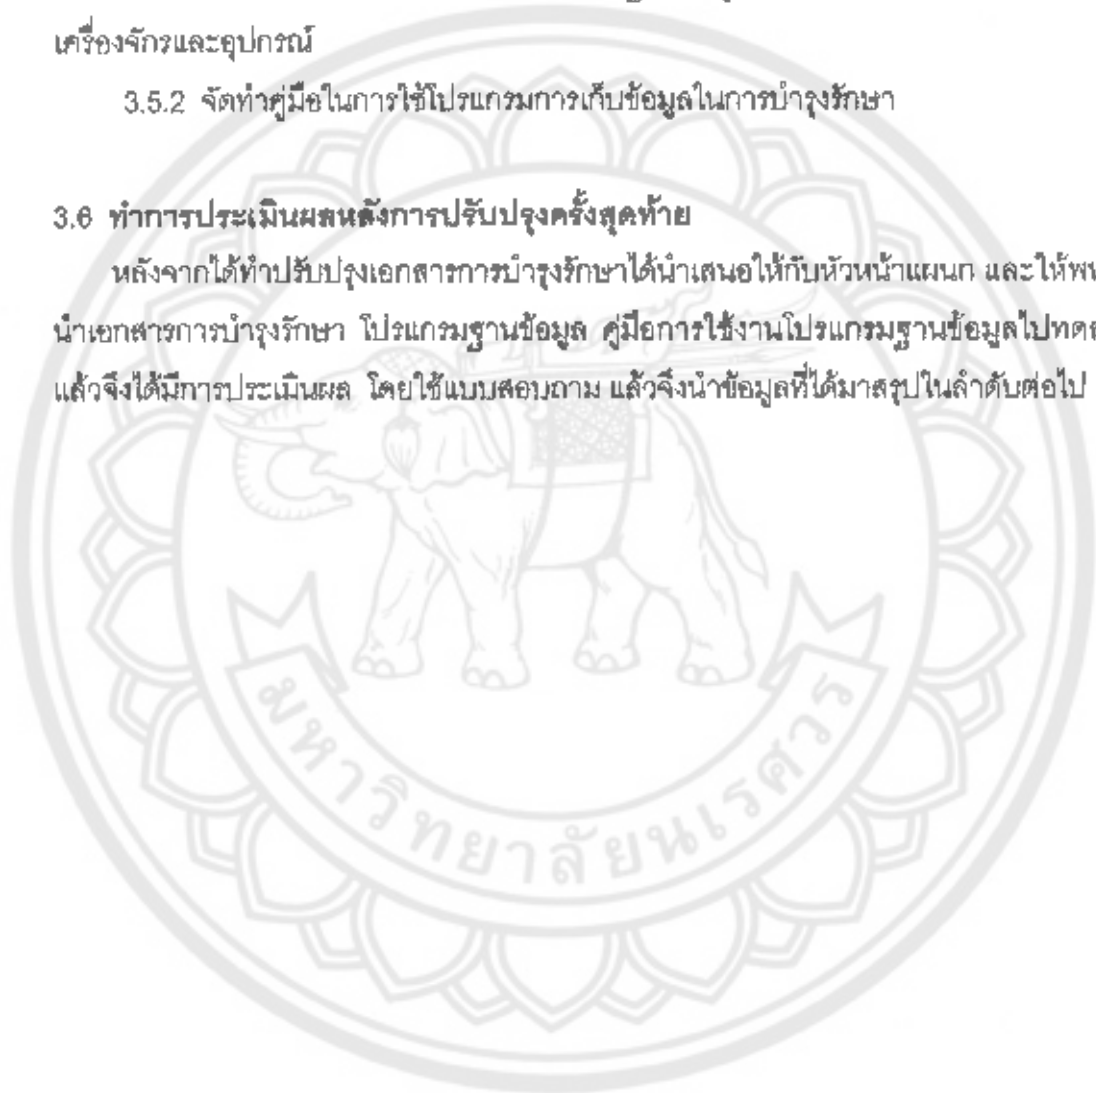 เครื่องจักรและอุปกรณ์
3.5.2 จัดทำคู่มือในการใช้โปรแกรมการเก็บข้อมูลในการบำรุงรักษา
3.6 ทำการประเมินผลหลังการปรับปรุงครั้งสุดท้าย
หลังจากได้ทำปรับปรุงเอกสารการบำรุงรักษาได้นำเสนอให้กับหัวหน้าแผนก และให้พ
นำเอกสารการบำรุงรักษา โปรแกรมฐานข้อมูล คู่มือการใช้งานโปรแกรมฐานข้อมูลไปทด
แล้วจึงได้มีการประเมินผล โดยใช้แบบสอบถาม แล้วจึงนำข้อมูลที่ได้มาสรุปในลำดับต่อไป
มหาวิทยาลัยนเรศวร